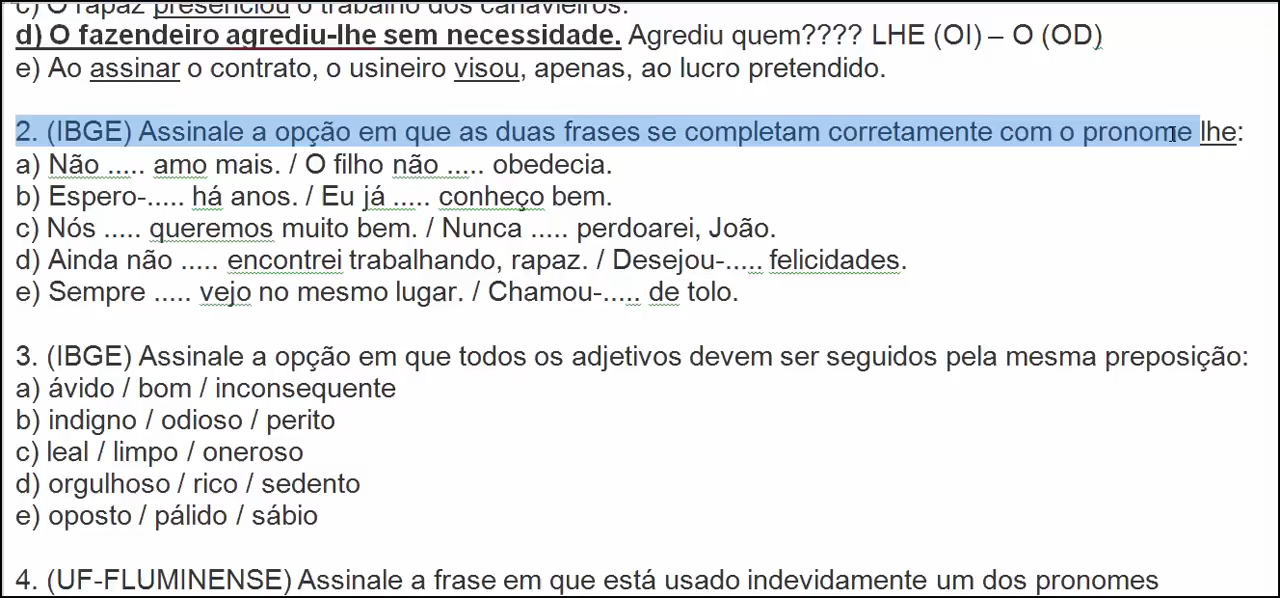 c) O rapaz presenciou o trabalho dos canavieiros.
d) O fazendeiro agrediu-lhe sem necessidade. Agrediu quem???? LHE (OI) – O (OD)
e) Ao assinar o contrato, o usineiro visou, apenas, ao lucro pretendido.
2. (IBGE) Assinale a opção em que as duas frases se completam corretamente com o pronome lhe:
a) Não ..... amo mais. / O filho não ..... obedecia.
b) Espero-..... há anos. / Eu já ..... conheço bem.
c) Nós ..... queremos muito bem. / Nunca ..... perdoarei, João.
d) Ainda não ..... encontrei trabalhando, rapaz. / Desejou-..... felicidades.
e) Sempre ..... vejo no mesmo lugar. / Chamou-..... de tolo.
3. (IBGE) Assinale a opção em que todos os adjetivos devem ser seguidos pela mesma preposição:
a) ávido / bom / inconsequente
b) indigno / odioso / perito
c) leal / limpo / oneroso
d) orgulhoso / rico / sedento
e) oposto / pálido / sábio
4. (UF-FLUMINENSE) Assinale a frase em que está usado indevidamente um dos pronomes